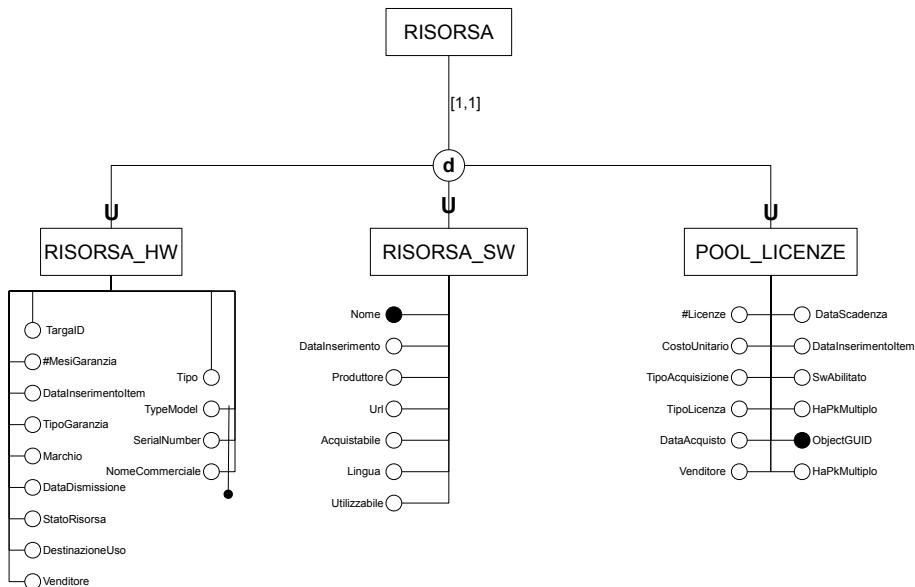 RISORSA
[1,1]
d
U
U
U
RISORSA_HW
RISORSA_SW
POOL_LICENZE
TargaID
#MesiGaranzia
DataInserimentoItem
TipoGaranzia
Marchio
DataDismissione
StatoRisorsa
DestinazioneUso
Venditore
Tipo
TypeModel
SerialNumber
NomeCommerciale
Nome
DataInserimento
Produttore
Url
Acquistabile
Lingua
Utilizzabile
#Licenze
CostoUnitario
TipoAcquisizione
TipoLicenza
DataAcquisto
Venditore
DataScadenza
DataInserimentoItem
SwAbilitato
HaPkMultiplo
ObjectGUID
HaPkMultiplo